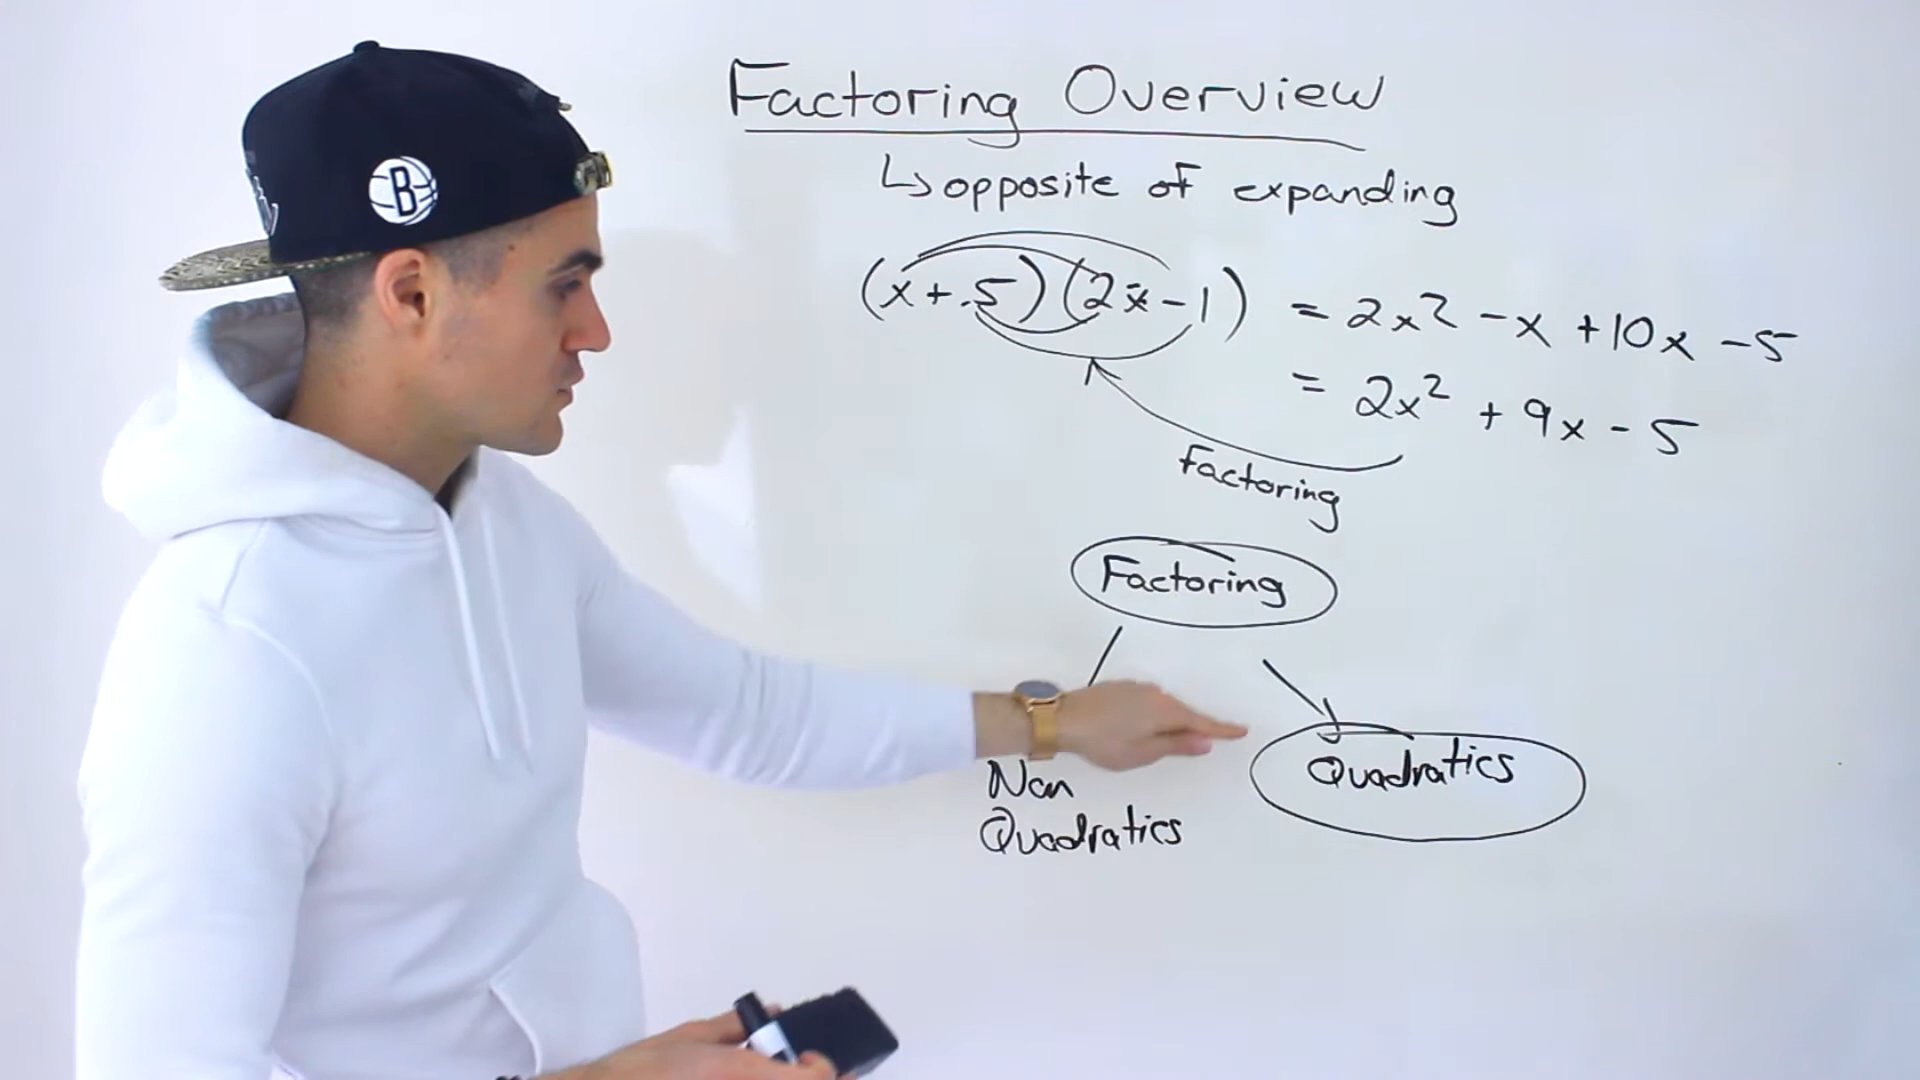 Factoring Overview
↳ opposite of expanding
(x+.5)(2x-1) = 2x² - x + 10x - 5
= 2x² + 9x - 5
Factoring
Factoring
Non
Quadratics
Quadratics
B